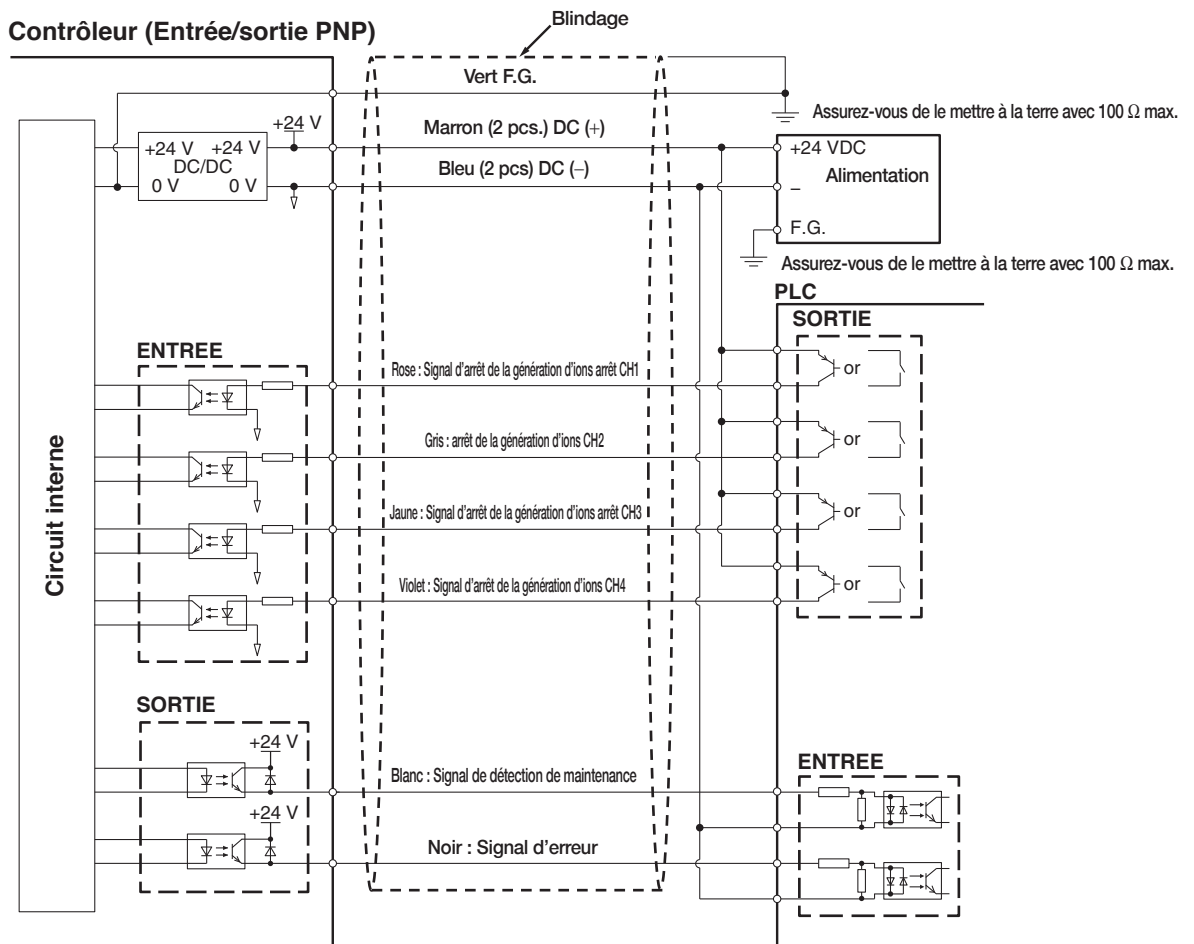 Blindage
Contrôleur (Entrée/sortie PNP)
Vert F.G.
Assurez-vous de le mettre à la terre avec 100 Ω max.
+24 V
Marron (2 pcs.) DC (+)
+24 V +24 V
DC/DC
0 V 0 V
+24 VDC
Alimentation
Bleu (2 pcs) DC (−)
−
F.G.
Assurez-vous de le mettre à la terre avec 100 Ω max.
PLC
SORTIE
ENTREE
Rose : Signal d'arrêt de la génération d'ions arrêt CH1
or
Gris : arrêt de la génération d'ions CH2
or
Circuit interne
Jaune : Signal d'arrêt de la génération d'ions arrêt CH3
or
Violet : Signal d'arrêt de la génération d'ions CH4
or
SORTIE
+24 V
ENTREE
Blanc : Signal de détection de maintenance
+24 V
Noir : Signal d'erreur